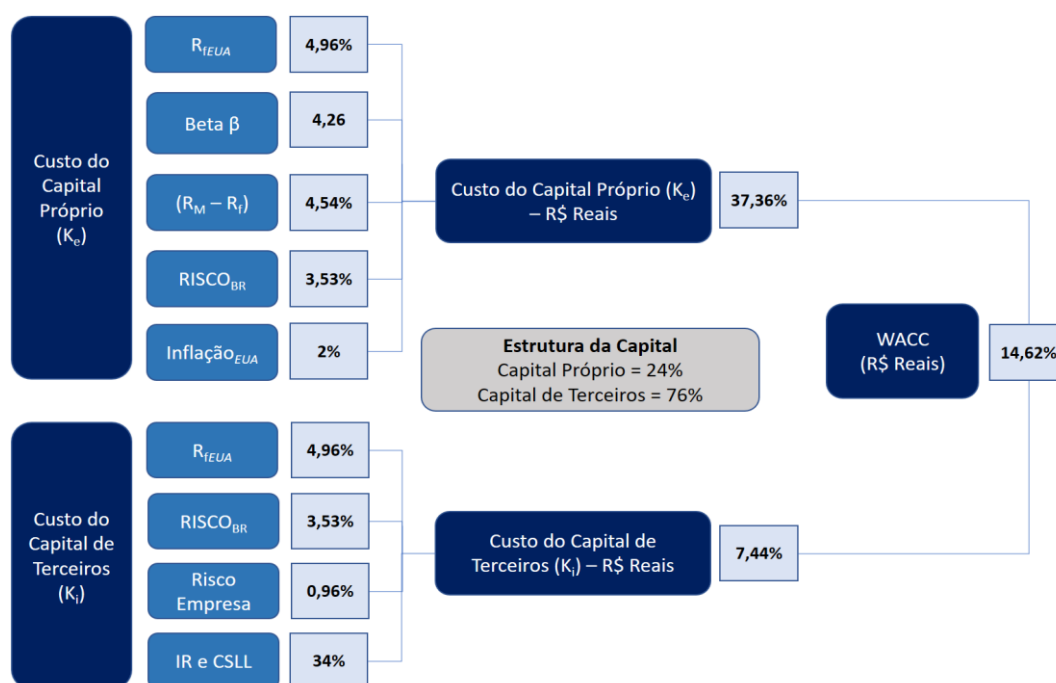 Custo do
Capital
Próprio
(Ke)
RfEUA
4,96%
Beta β
4,26
(RM – Rf)
4,54%
RISCOBR
3,53%
InflaçãoEUA
2%
Custo do Capital Próprio (Ke)
– R$ Reais
37,36%
Estrutura da Capital
Capital Próprio = 24%
Capital de Terceiros = 76%
WACC
(R$ Reais)
14,62%
Custo do
Capital de
Terceiros
(Ki)
RfEUA
4,96%
RISCOBR
3,53%
Risco
Empresa
0,96%
IR e CSLL
34%
Custo do Capital de
Terceiros (Ki) – R$ Reais
7,44%